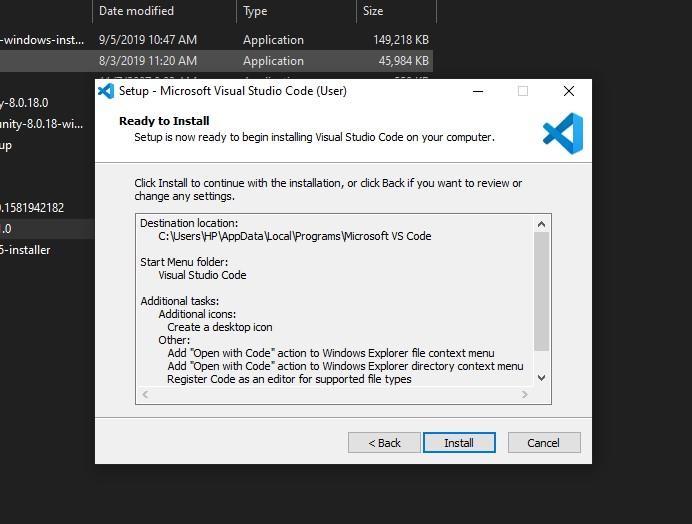 Date modified Type Size
-windows-inst... 9/5/2019 10:47 AM Application 149,218 KB
8/3/2019 11:20 AM Application 45,984 KB
Setup - Microsoft Visual Studio Code (User)
Ready to Install
Setup is now ready to begin installing Visual Studio Code on your computer.
y-8.0.18.0
unity-8.0.18-wi...
up
Click Install to continue with the installation, or click Back if you want to review or
change any settings.
.1581942182
1.0
5-installer
Destination location:
C:\Users\HP\AppData\Local\Programs\Microsoft VS Code
Start Menu folder:
Visual Studio Code
Additional tasks:
Additional icons:
Create a desktop icon
Other:
Add "Open with Code" action to Windows Explorer file context menu
Add "Open with Code" action to Windows Explorer directory context menu
Register Code as an editor for supported file types
< Back Install Cancel